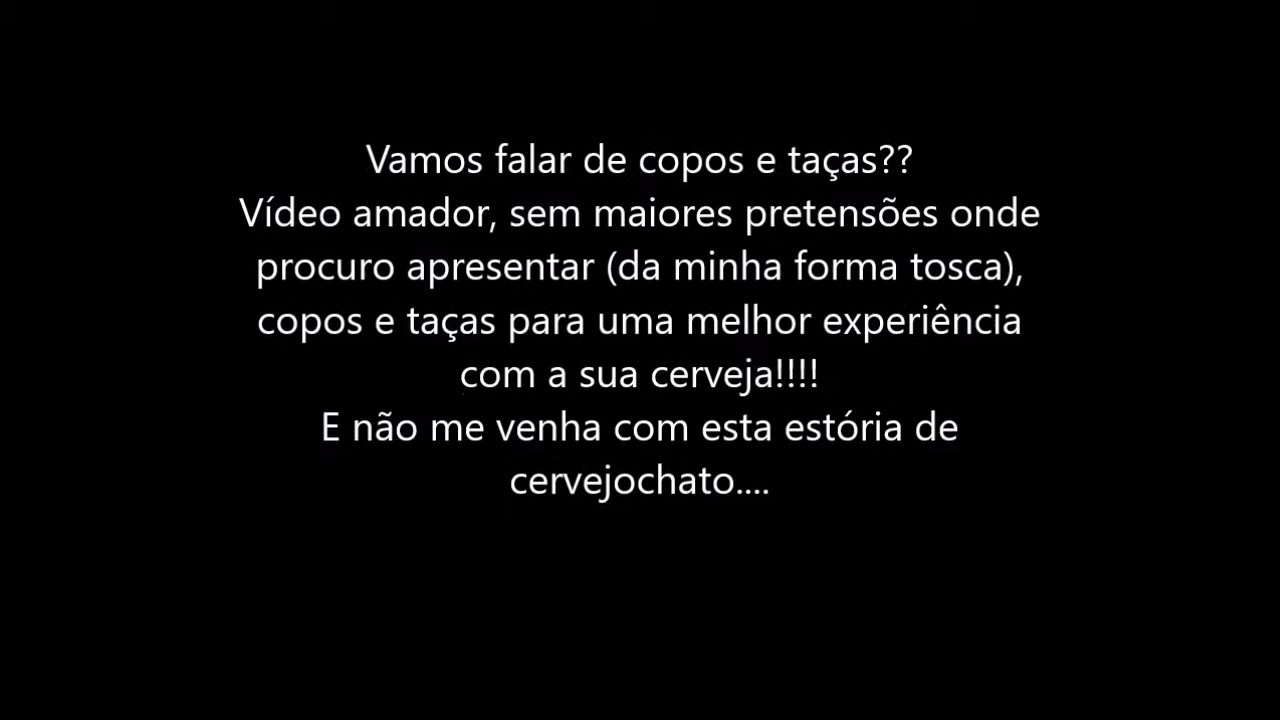 Vamos falar de copos e taças??
Vídeo amador, sem maiores pretensões onde
procuro apresentar (da minha forma tosca),
copos e taças para uma melhor experiência
com a sua cerveja!!!!
E não me venha com esta estória de
cervejochato....